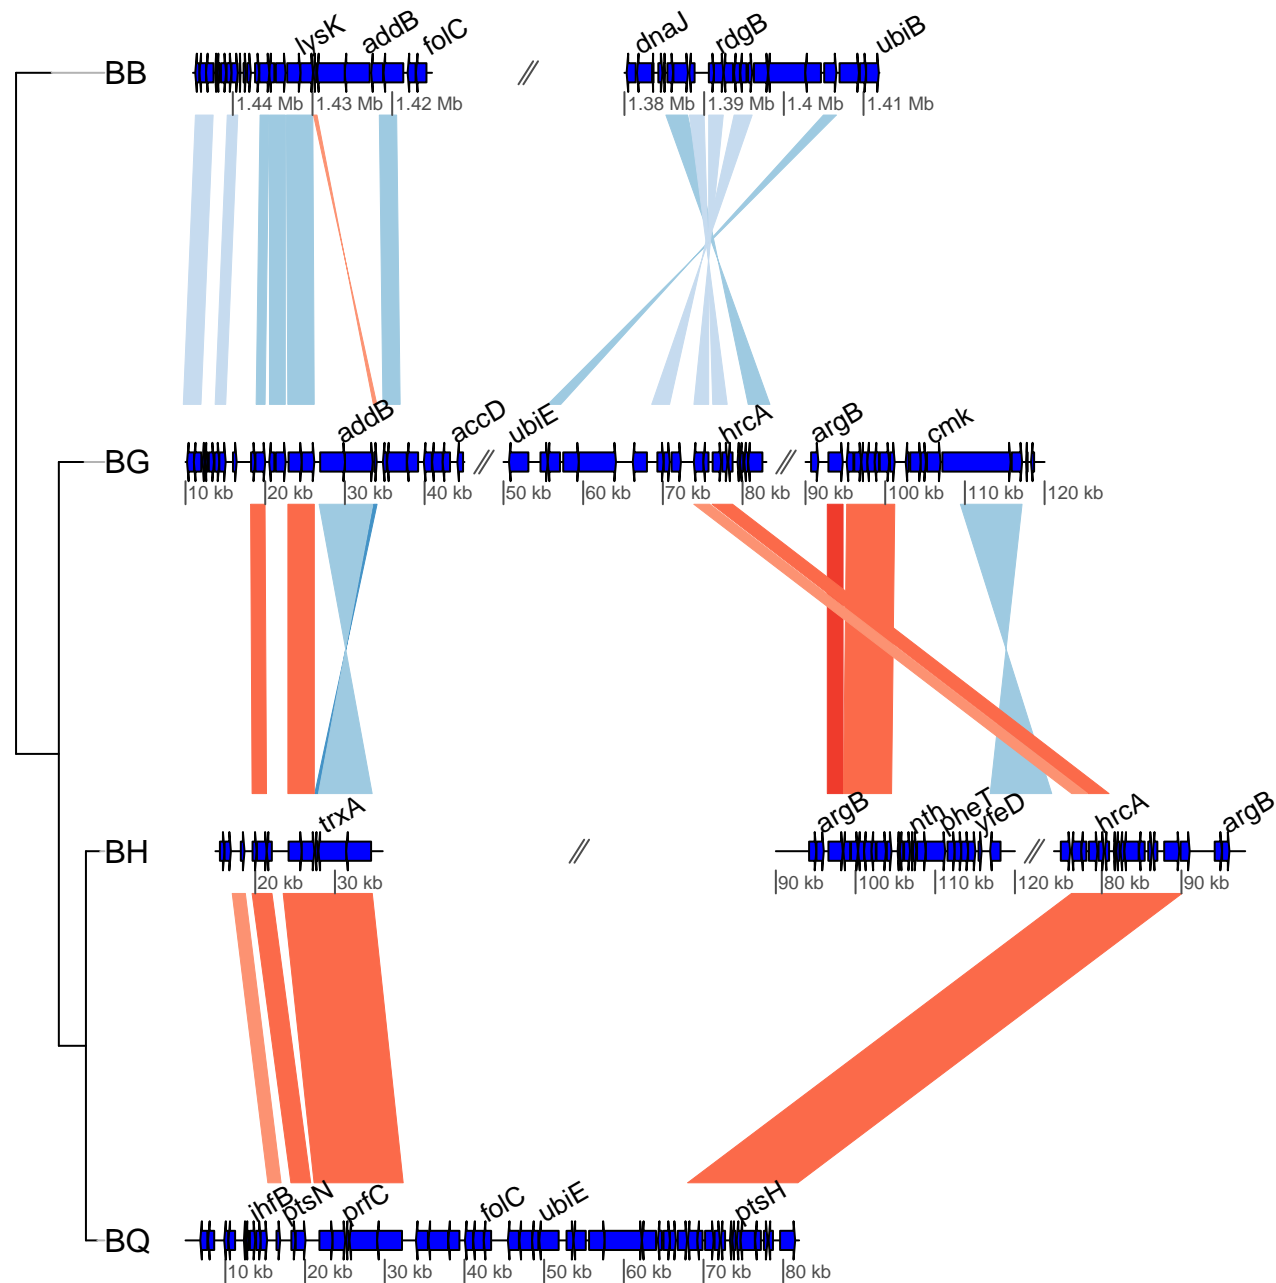 lysK addB folC dnaJ rdgB ubiB
BB //
1.44 Mb 1.43 Mb 1.42 Mb 1.38 Mb 1.39 Mb 1.4 Mb 1.41 Mb
addB accD ubiE hrcA argB cmk
BG // //
10 kb 20 kb 30 kb 40 kb 50 kb 60 kb 70 kb 80 kb 90 kb 100 kb 110 kb 120 kb
trxA argB nth pheT yfeD hrcA argB
BH // //
20 kb 30 kb 90 kb 100 kb 110 kb 120 kb 80 kb 90 kb
ihfB ptsN prfC folC ubiE ptsH
BQ
10 kb 20 kb 30 kb 40 kb 50 kb 60 kb 70 kb 80 kb